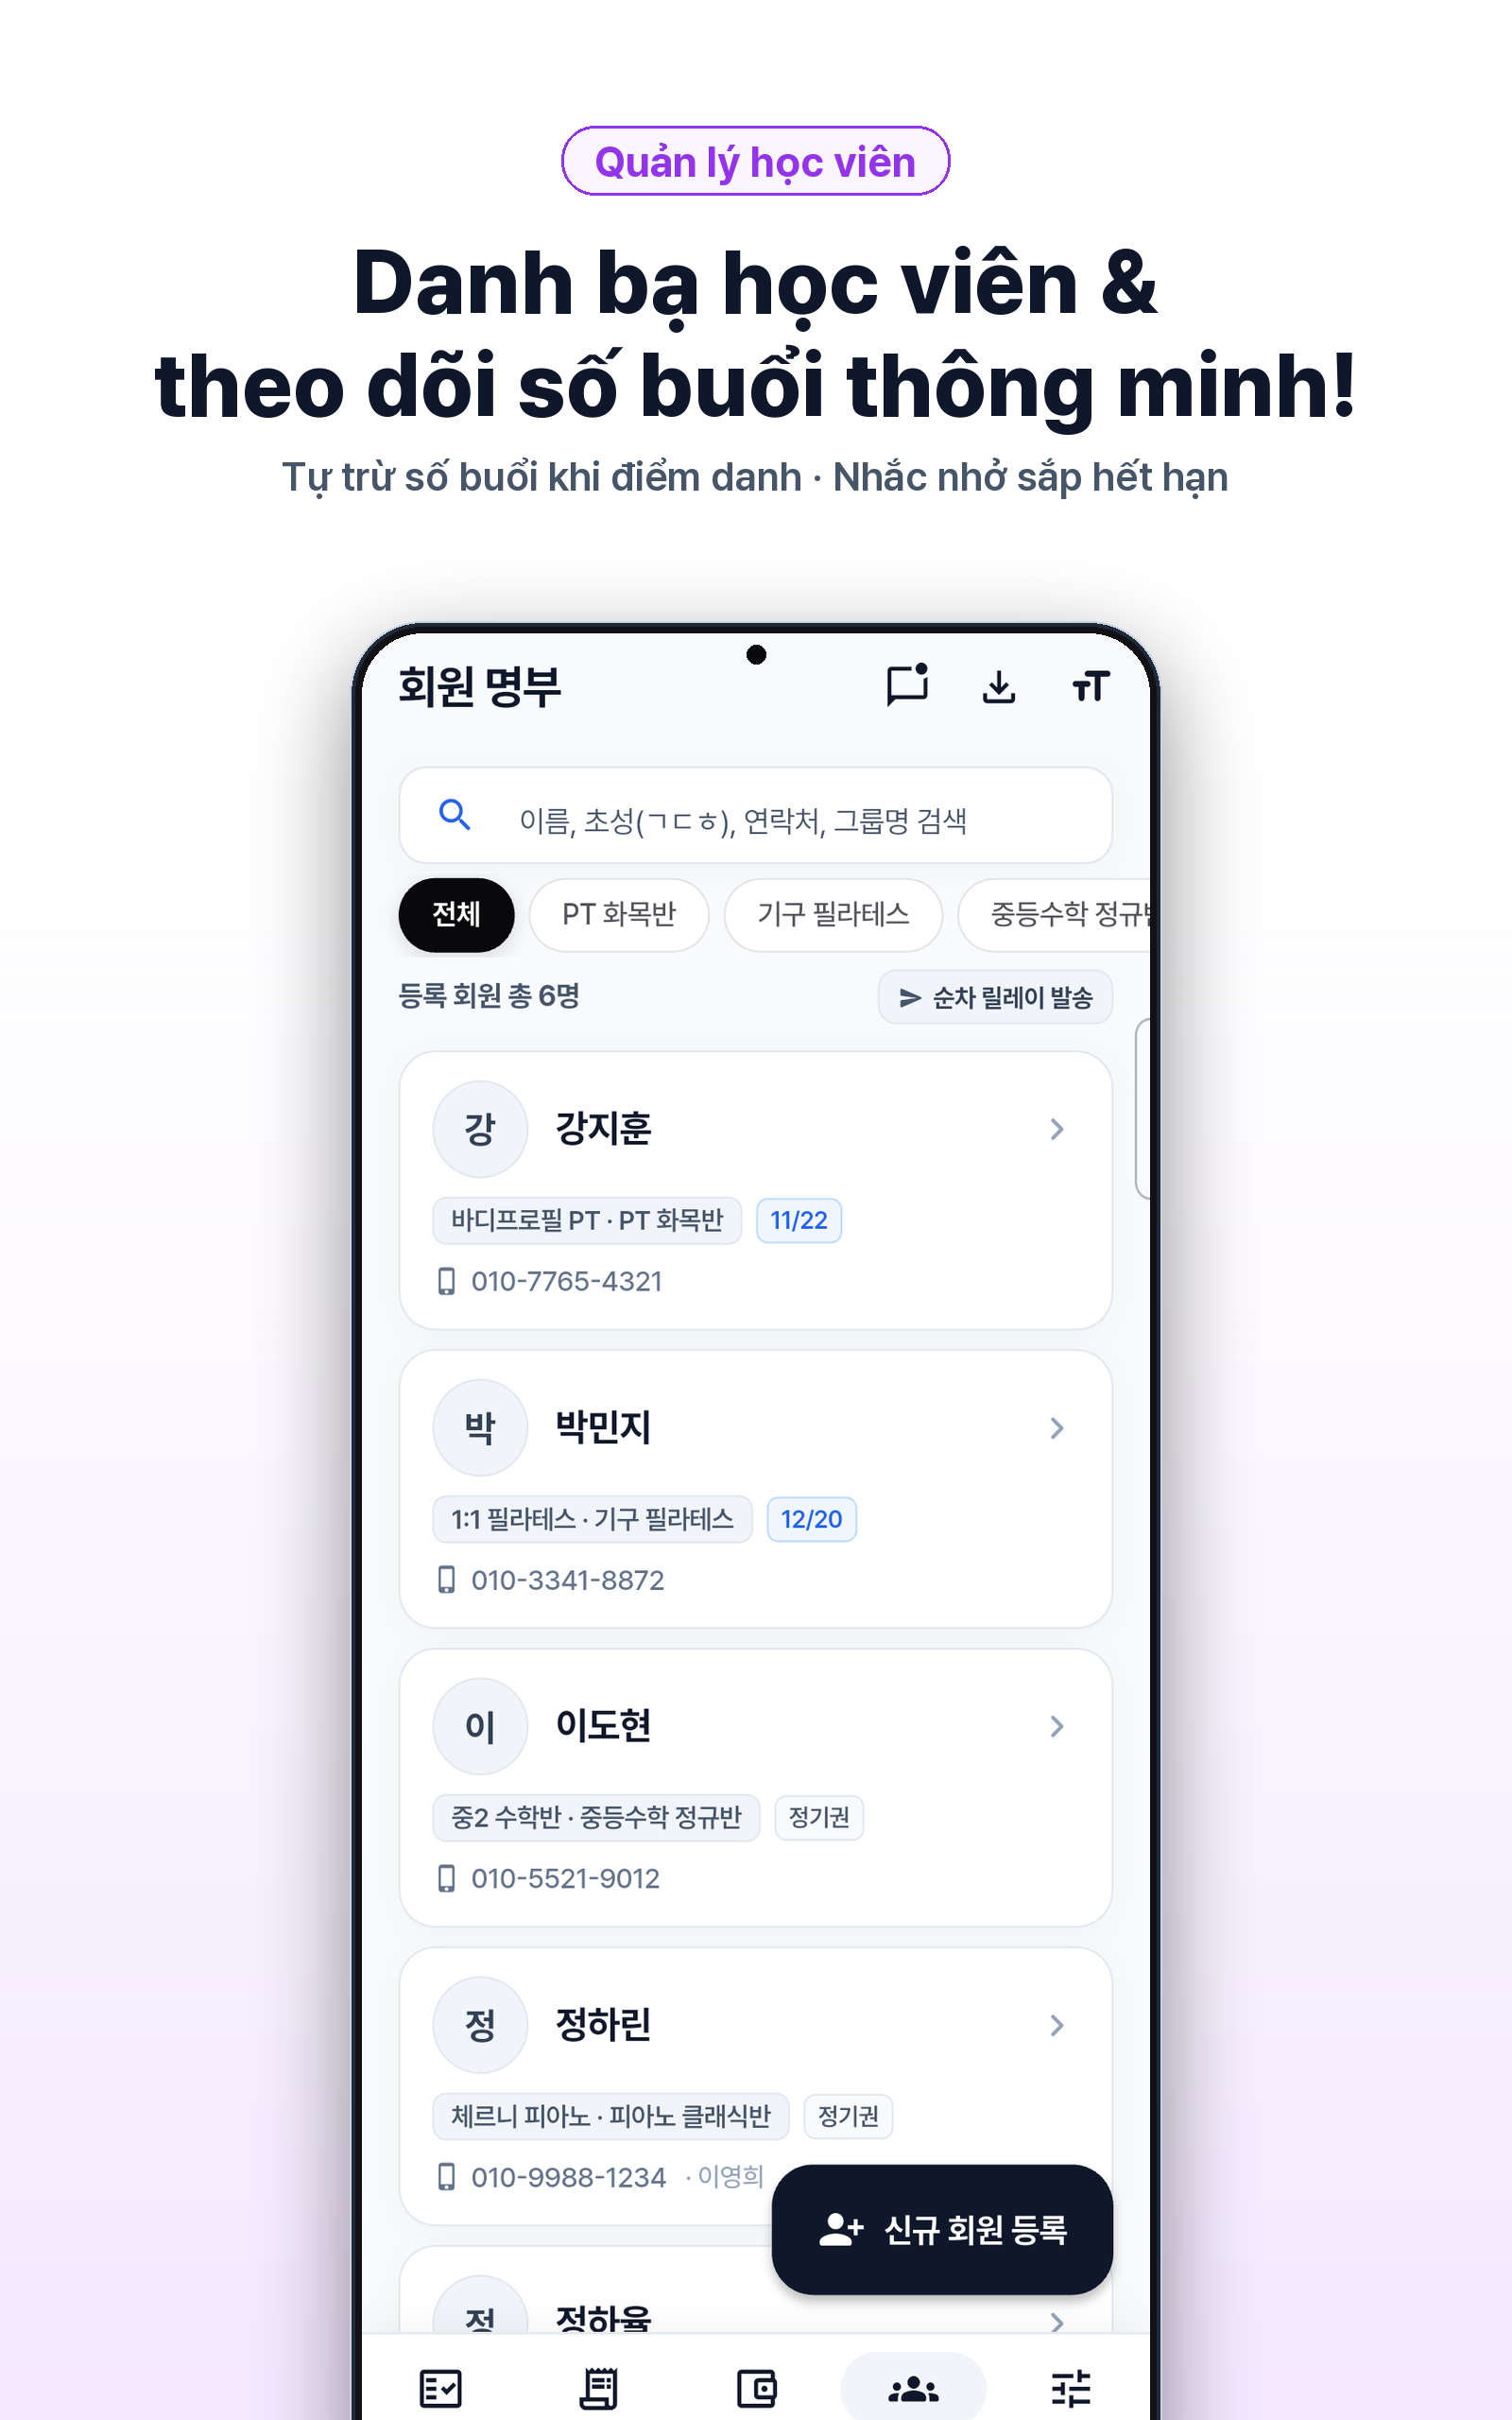 Quản lý học viên
Danh bạ học viên &
theo dõi số buổi thông minh!
Tự trừ số buổi khi điểm danh · Nhắc nhở sắp hết hạn
회원 명부
이름, 초성(ㄱㄷㅎ), 연락처, 그룹명 검색
전체 PT 화목반 기구 필라테스 중등수학 정규반
등록 회원 총 6명 순차 릴레이 발송
강 강지훈
바디프로필 PT · PT 화목반 11/22
010-7765-4321
박 박민지
1:1 필라테스 · 기구 필라테스 12/20
010-3341-8872
이 이도현
중2 수학반 · 중등수학 정규반 정기권
010-5521-9012
정 정하린
체르니 피아노 · 피아노 클래식반 정기권
010-9988-1234 · 이영희
신규 회원 등록
정 정하율